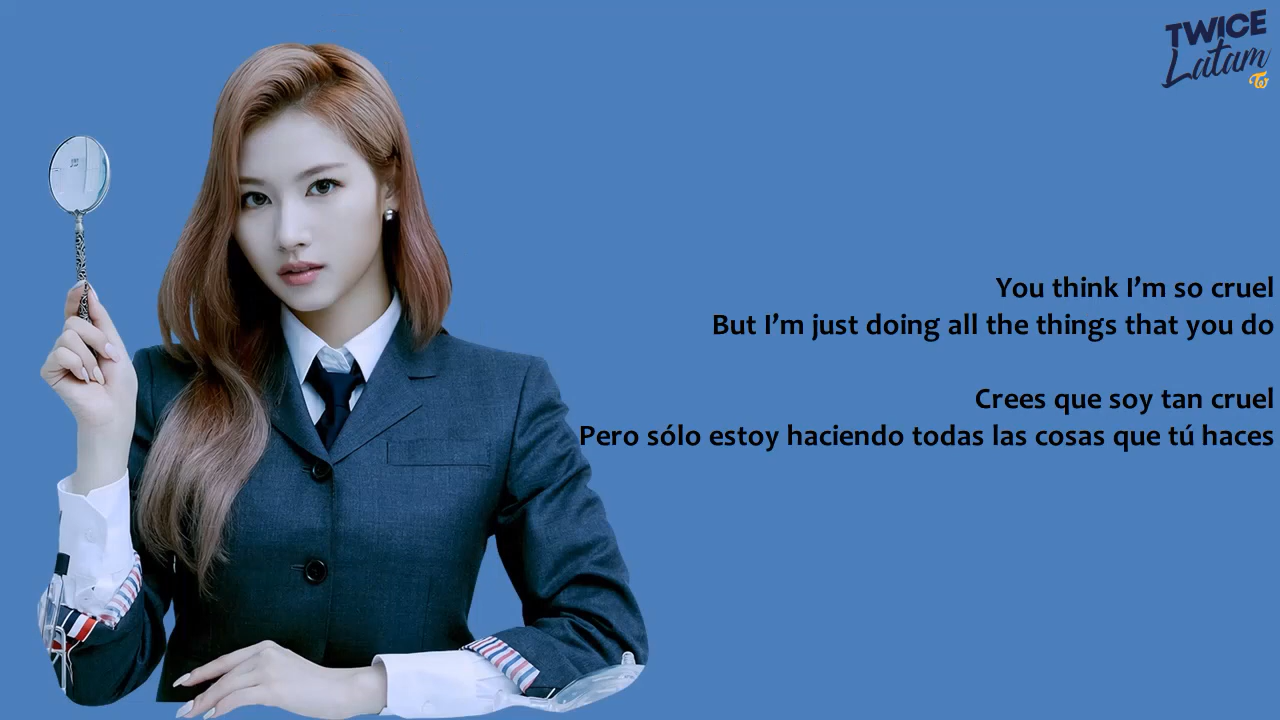 TWICE
Latam
TW
You think I’m so cruel
But I’m just doing all the things that you do
Crees que soy tan cruel
Pero sólo estoy haciendo todas las cosas que tú haces